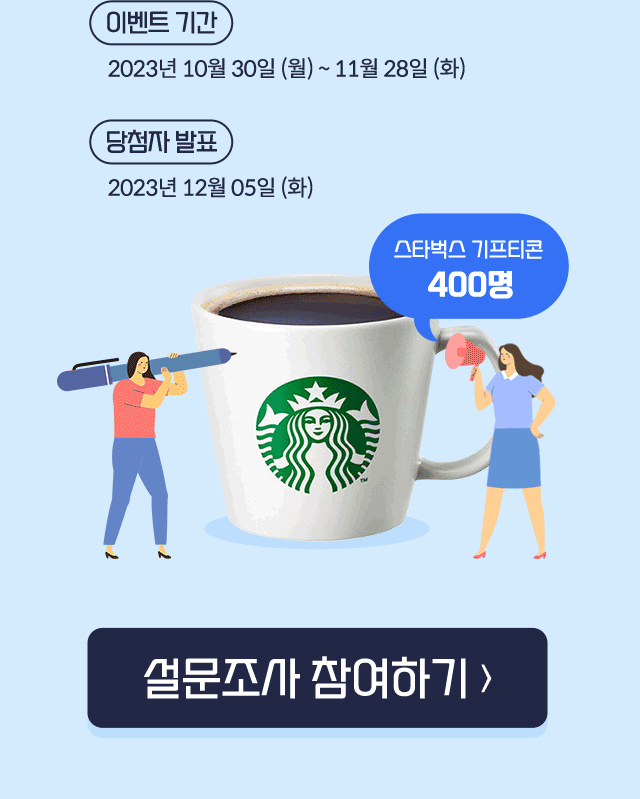 이벤트 기간
2023년 10월 30일 (월) ~ 11월 28일 (화)
당첨자 발표
2023년 12월 05일 (화)
스타벅스 기프티콘
400명
TM
설문조사 참여하기 >